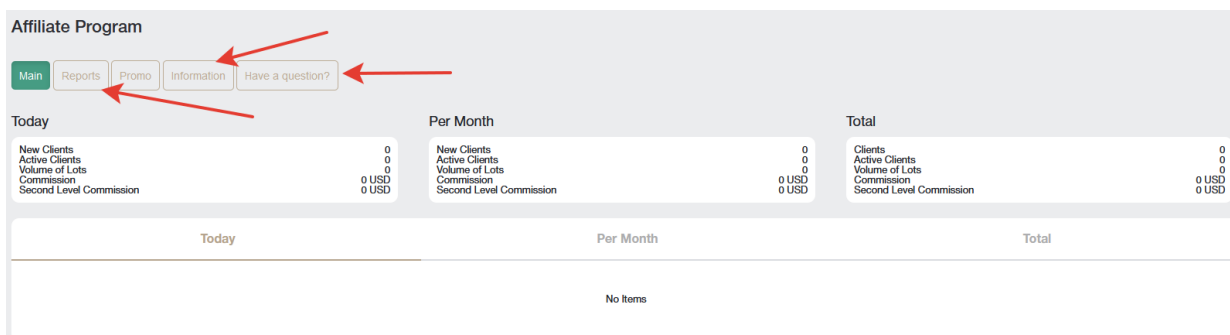 Affiliate Program
Main Reports Promo Information Have a question?
Today Per Month Total
New Clients 0 New Clients 0 Clients 0
Active Clients 0 Active Clients 0 Active Clients 0
Volume of Lots 0 Volume of Lots 0 Volume of Lots 0
Commission 0 USD Commission 0 USD Commission 0 USD
Second Level Commission 0 USD Second Level Commission 0 USD Second Level Commission 0 USD
Today Per Month Total
No Items